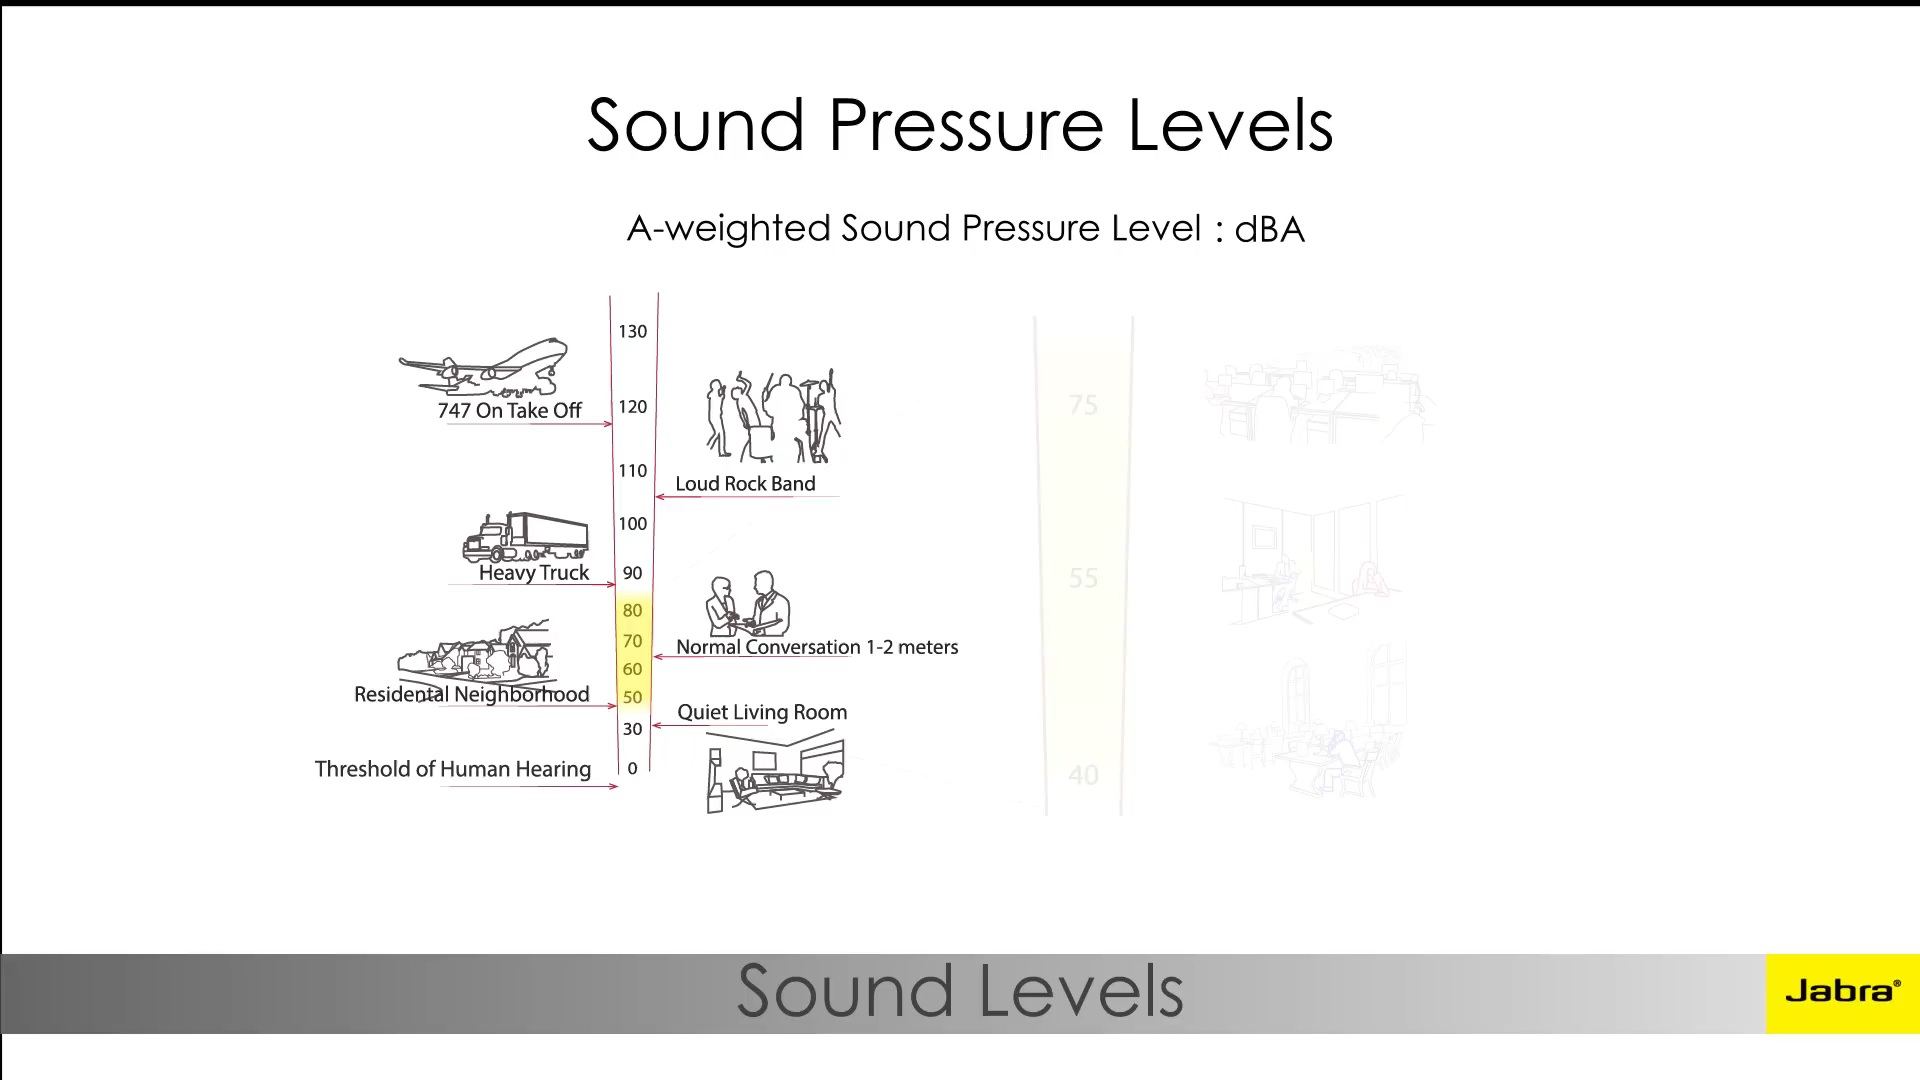 Sound Pressure Levels
A-weighted Sound Pressure Level : dBA
130
747 On Take Off
120
110
Loud Rock Band
100
Heavy Truck
90
80
70
Normal Conversation 1-2 meters
60
Residental Neighborhood
50
Quiet Living Room
30
Threshold of Human Hearing
0
75
55
40
Sound Levels
Jabra®